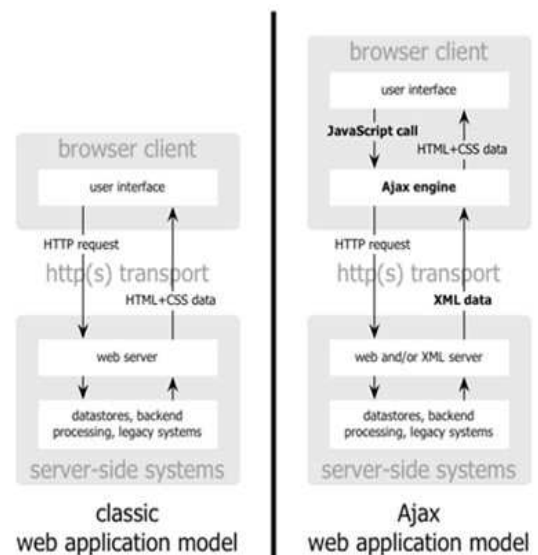 browser client
user interface
HTTP request
http(s) transport
HTML+CSS data
web server
datastores, backend
processing, legacy systems
server-side systems
classic
web application model
browser client
user interface
JavaScript call
HTML+CSS data
Ajax engine
HTTP request
http(s) transport
XML data
web and/or XML server
datastores, backend
processing, legacy systems
server-side systems
Ajax
web application model